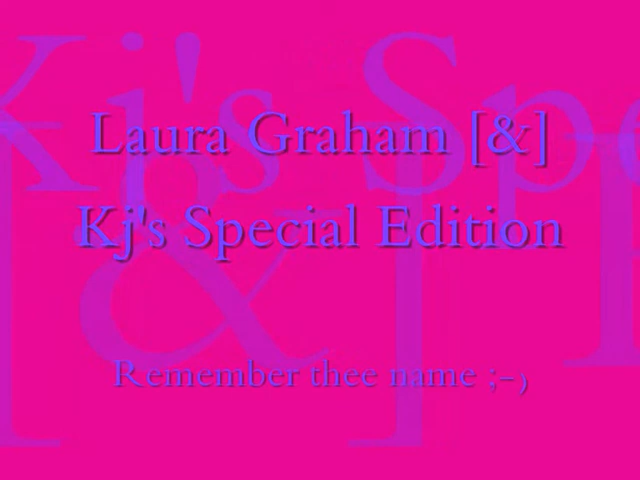 Laura Graham [&]
Kj's Special Edition
Remember thee name ;-)